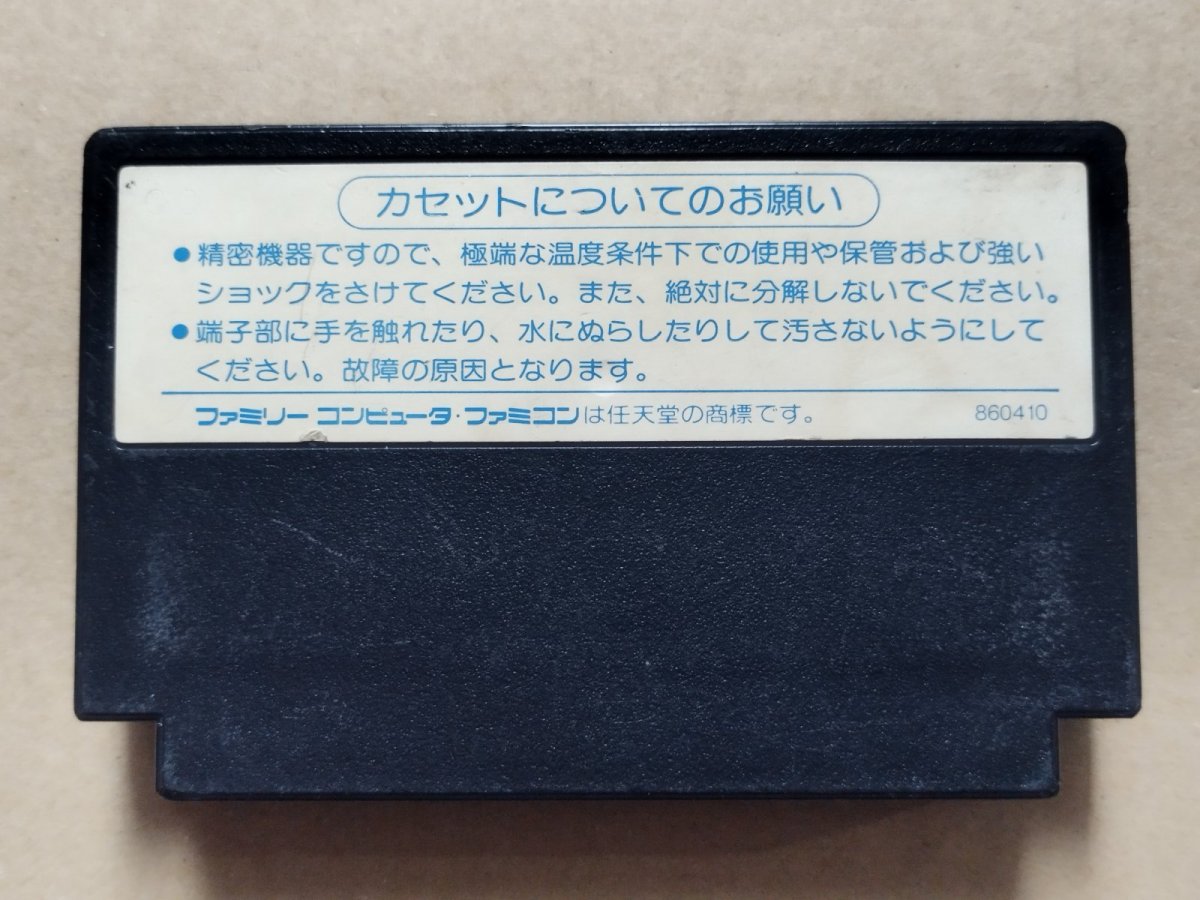 カセットについてのお願い
●精密機器ですので、極端な温度条件下での使用や保管および強い
ショックをさけてください。また、絶対に分解しないでください。
●端子部に手を触れたり、水にぬらしたりして汚さないようにして
ください。故障の原因となります。
ファミリー コンピュータ・ファミコンは任天堂の商標です。 860410